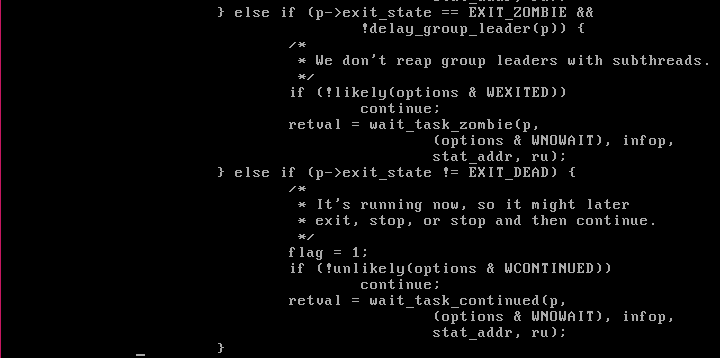 stat_addr, ru);
} else if (p->exit_state == EXIT_ZOMBIE &&
!delay_group_leader(p)) {
/*
* We don't reap group leaders with subthreads.
*/
if (!likely(options & WEXITED))
continue;
retval = wait_task_zombie(p,
(options & WNOWAIT), infop,
stat_addr, ru);
} else if (p->exit_state != EXIT_DEAD) {
/*
* It's running now, so it might later
* exit, stop, or stop and then continue.
*/
flag = 1;
if (!unlikely(options & WCONTINUED))
continue;
retval = wait_task_continued(p,
(options & WNOWAIT), infop,
stat_addr, ru);
}